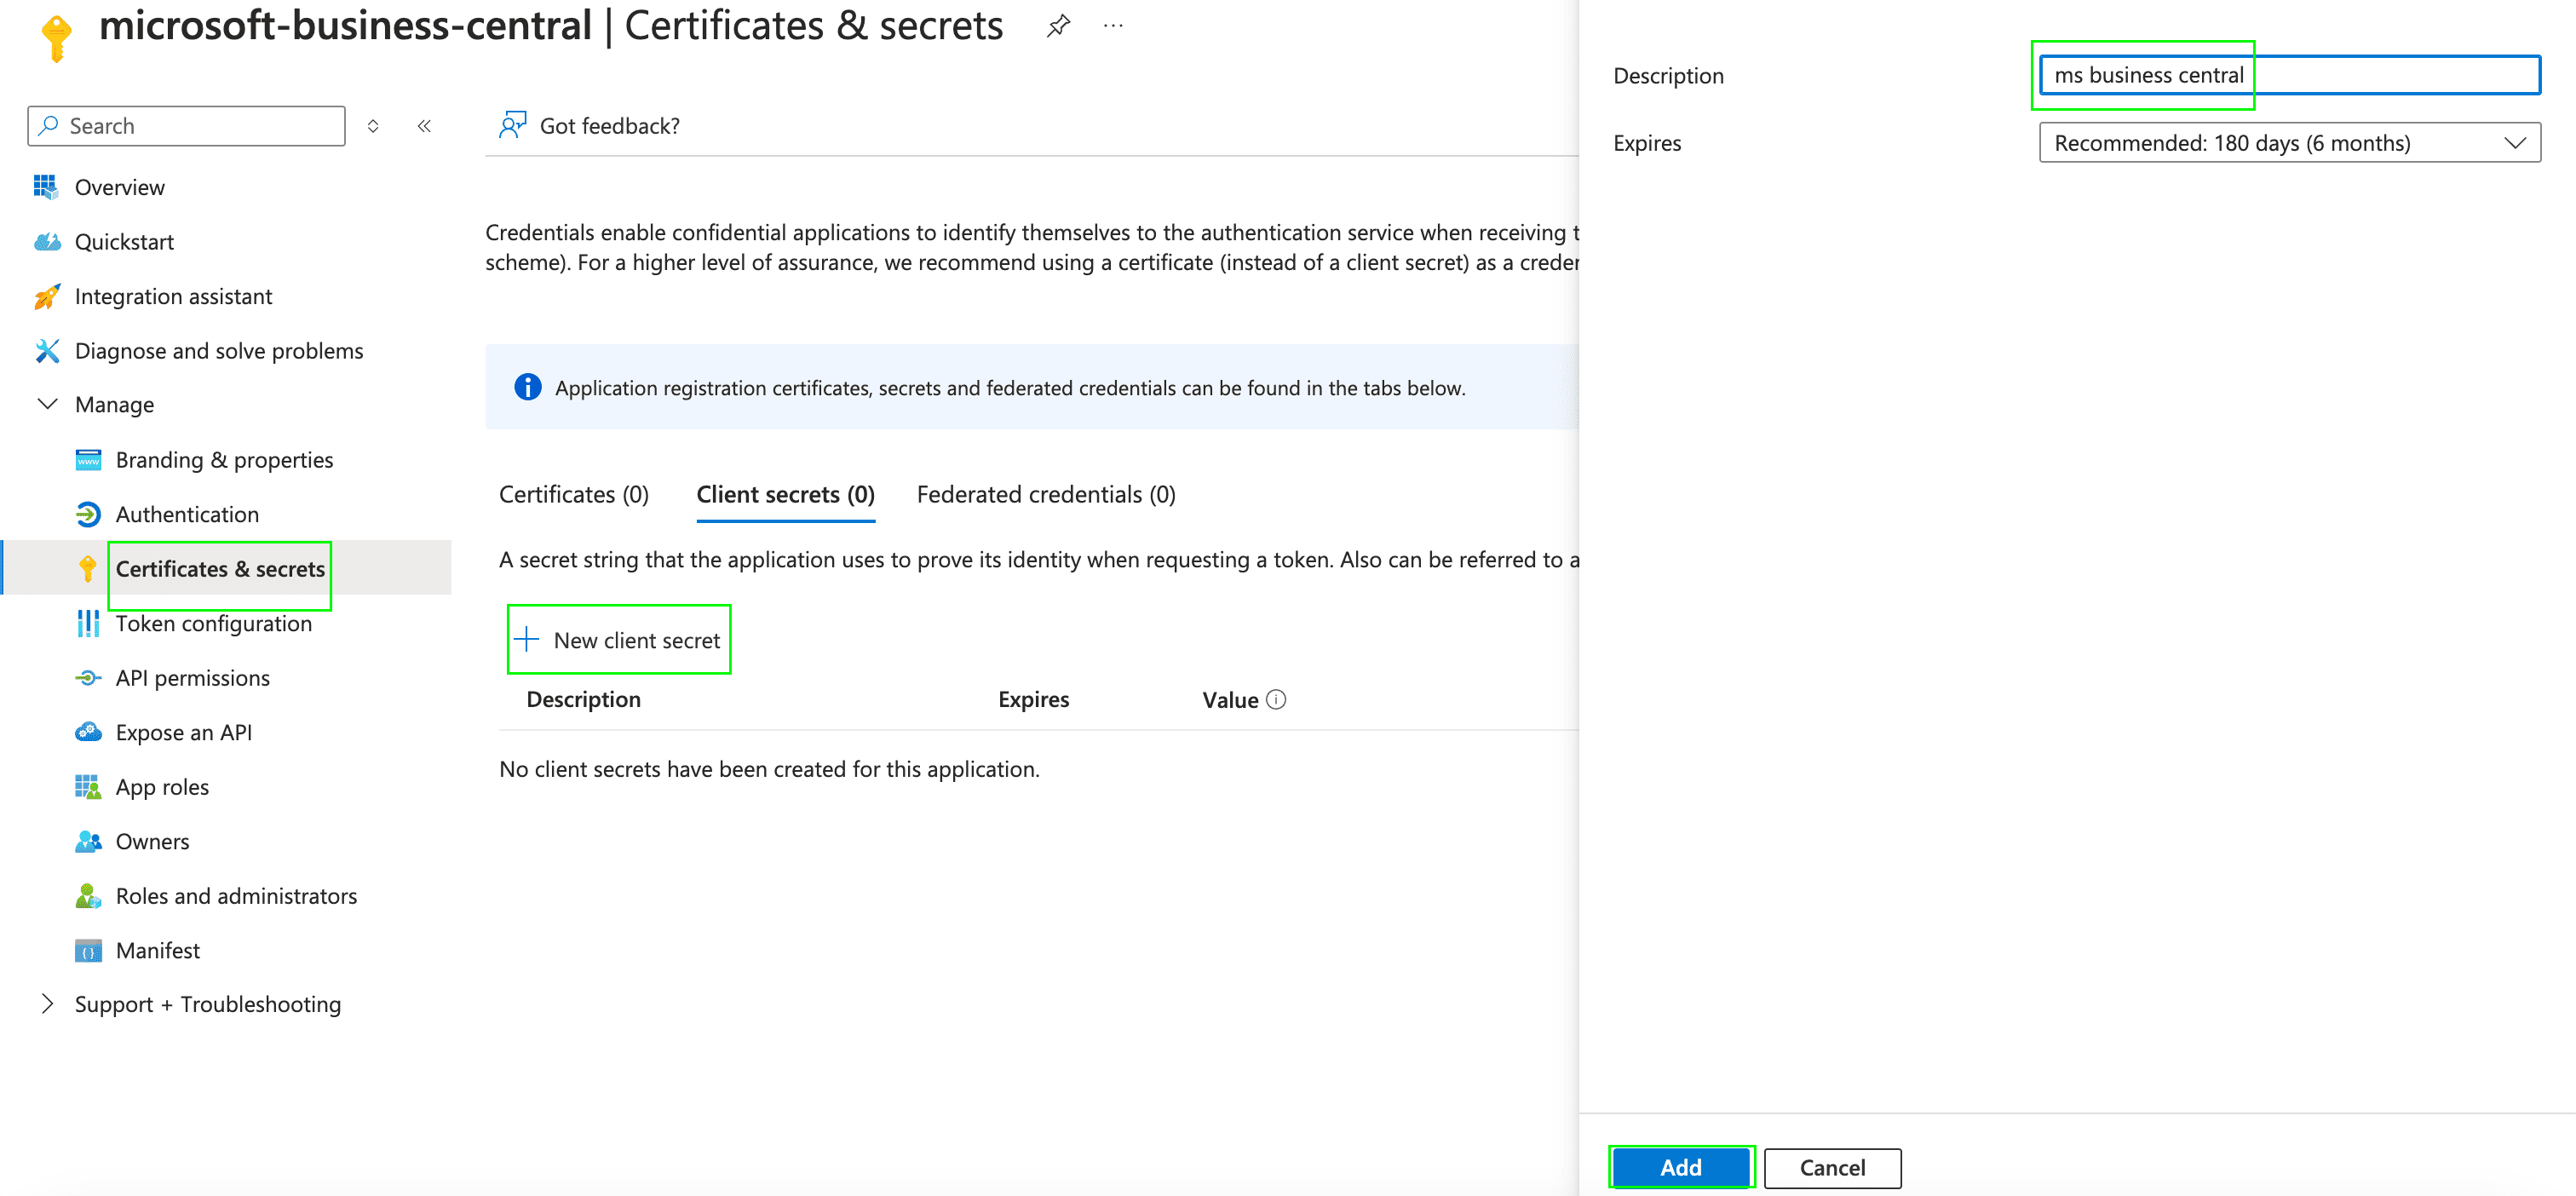 microsoft-business-central | Certificates & secrets
Search
Overview
Quickstart
Integration assistant
Diagnose and solve problems
Manage
Branding & properties
Authentication
Certificates & secrets
Token configuration
API permissions
Expose an API
App roles
Owners
Roles and administrators
Manifest
Support + Troubleshooting
Got feedback?
Credentials enable confidential applications to identify themselves to the authentication service when receiving t
scheme). For a higher level of assurance, we recommend using a certificate (instead of a client secret) as a creder
Application registration certificates, secrets and federated credentials can be found in the tabs below.
Certificates (0) Client secrets (0) Federated credentials (0)
A secret string that the application uses to prove its identity when requesting a token. Also can be referred to a
New client secret
Description Expires Value
No client secrets have been created for this application.
Description ms business central
Expires Recommended: 180 days (6 months)
Add Cancel